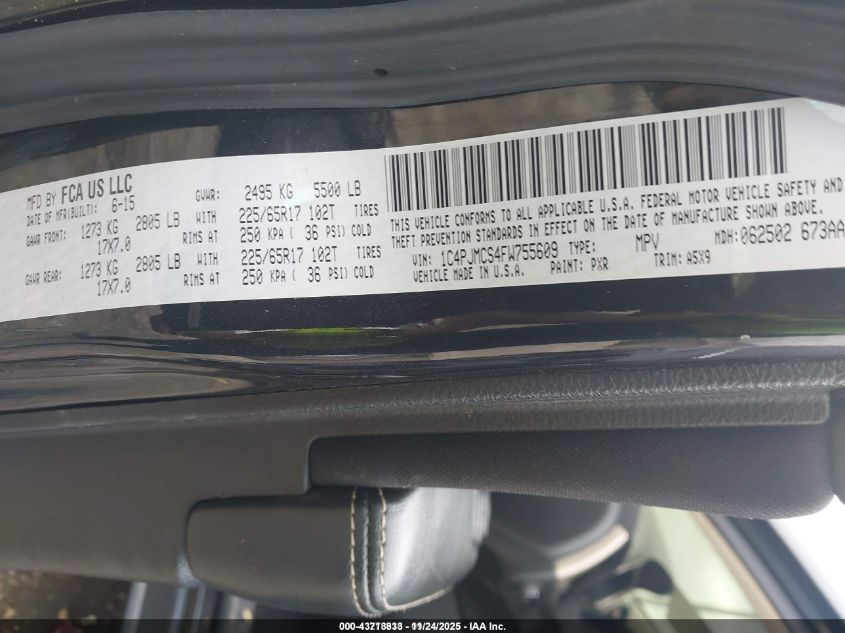 MFD BY FCA US LLC
DATE OF MFR(BUILT): 6-15
GVWR: 2495 KG 5500 LB
GAWR FRONT: 1273 KG 2805 LB WITH 225/65R17 102T TIRES
17X7.0 RIMS AT 250 KPA ( 36 PSI) COLD
GAWR REAR: 1273 KG 2805 LB WITH 225/65R17 102T TIRES
17X7.0 RIMS AT 250 KPA ( 36 PSI) COLD
THIS VEHICLE CONFORMS TO ALL APPLICABLE U.S.A. FEDERAL MOTOR VEHICLE SAFETY AND
THEFT PREVENTION STANDARDS IN EFFECT ON THE DATE OF MANUFACTURE SHOWN ABOVE.
VIN: 1C4PJMCS4FW755609 TYPE: MPV MDH: 062502 673AA
VEHICLE MADE IN U.S.A. PAINT: PXR TRIM: A5X9
11/24/2025 - IAA Inc.